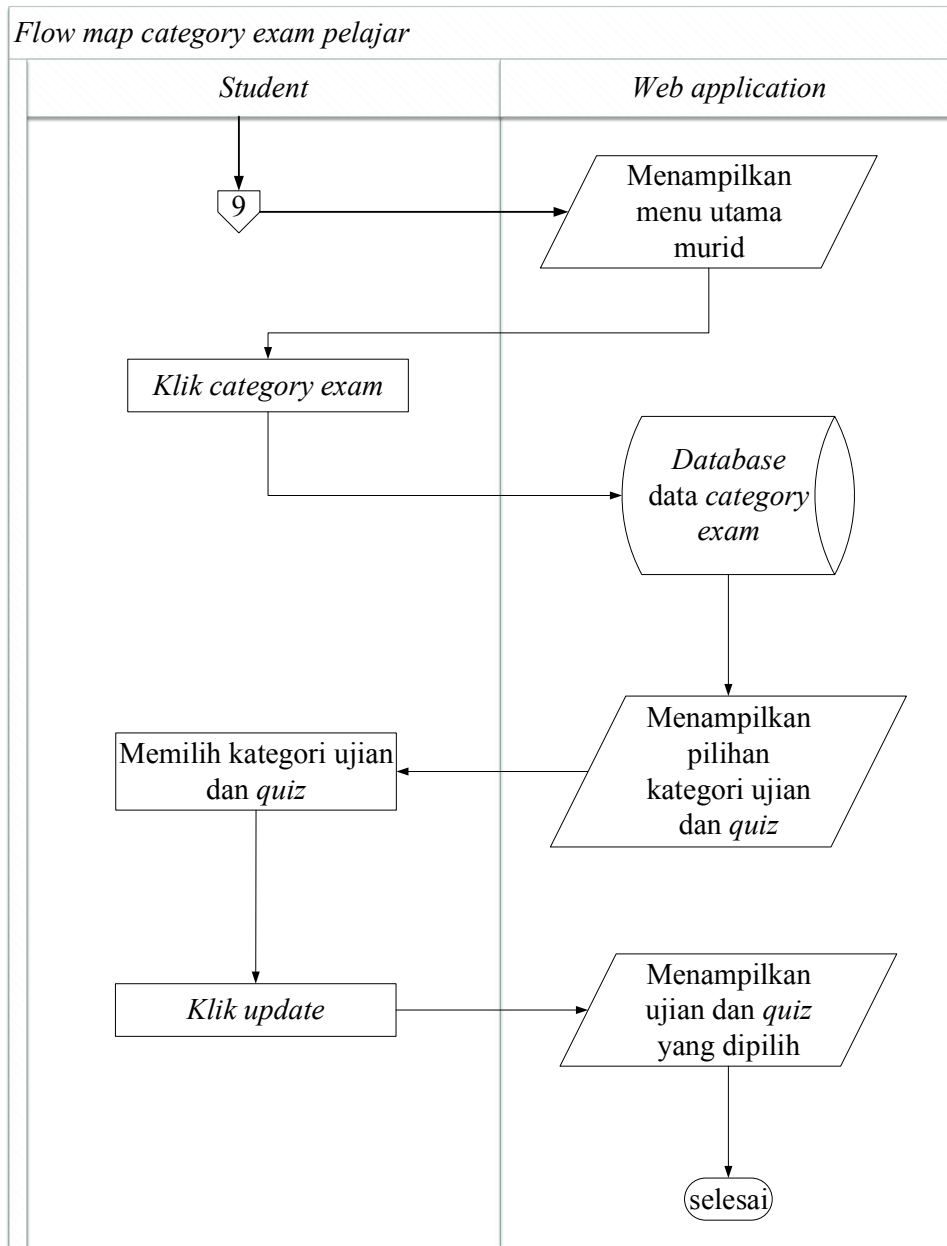 Flow map category exam pelajar
Student
Web application
9
Menampilkan
menu utama
murid
Klik category exam
Database
data category
exam
Menampilkan
pilihan
kategori ujian
dan quiz
Memilih kategori ujian
dan quiz
Klik update
Menampilkan
ujian dan quiz
yang dipilih
selesai